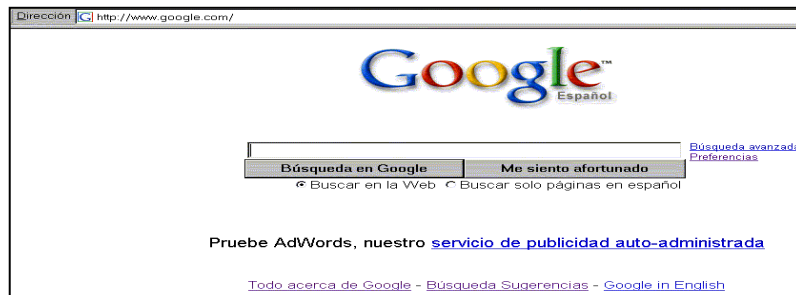 Dirección http://www.google.com/
Google™
Español
Búsqueda avanzada
Preferencias
Búsqueda en Google Me siento afortunado
Buscar en la Web Buscar solo páginas en español
Pruebe AdWords, nuestro servicio de publicidad auto-administrada
Todo acerca de Google - Búsqueda Sugerencias - Google in English